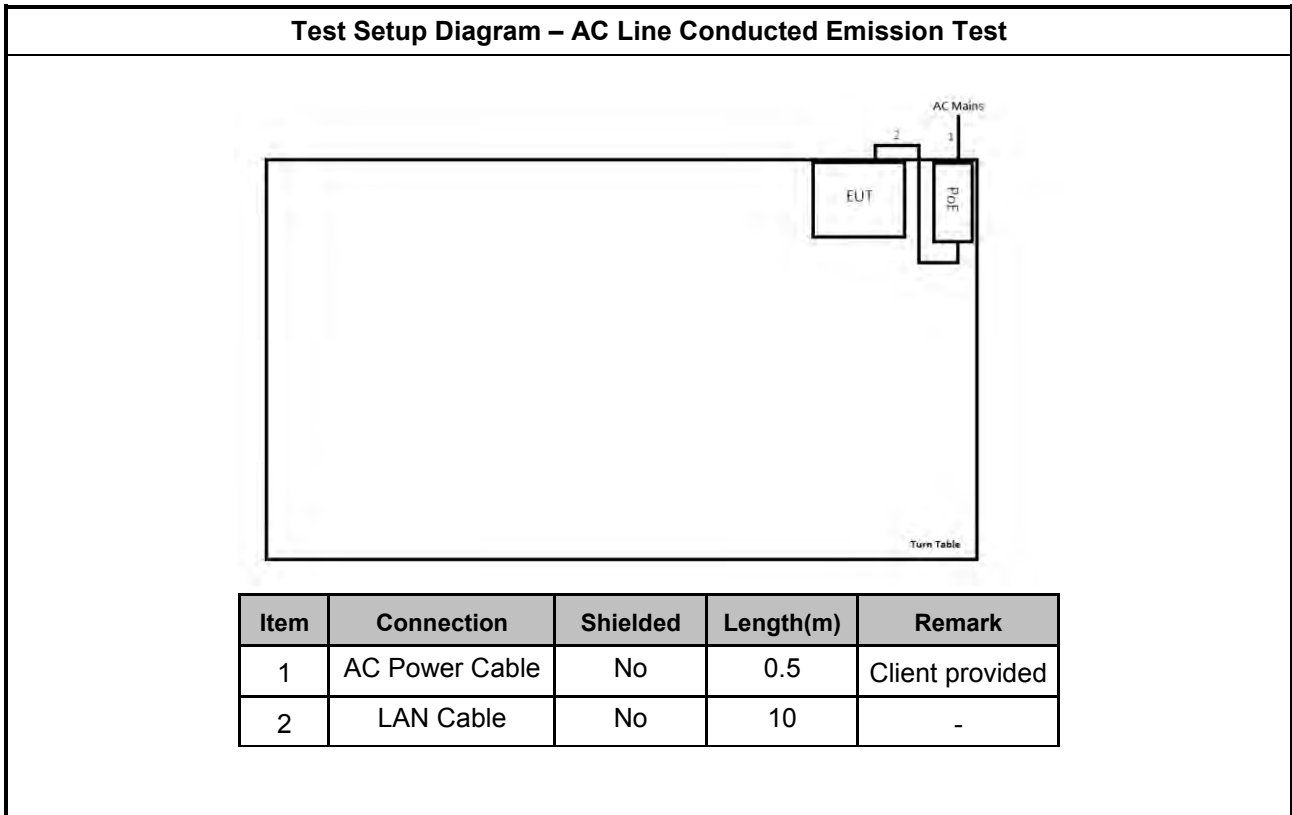 Test Setup Diagram – AC Line Conducted Emission Test
AC Mains
2
1
EUT
PoE
Turn Table
Item Connection Shielded Length(m) Remark
1 AC Power Cable No 0.5 Client provided
2 LAN Cable No 10 -